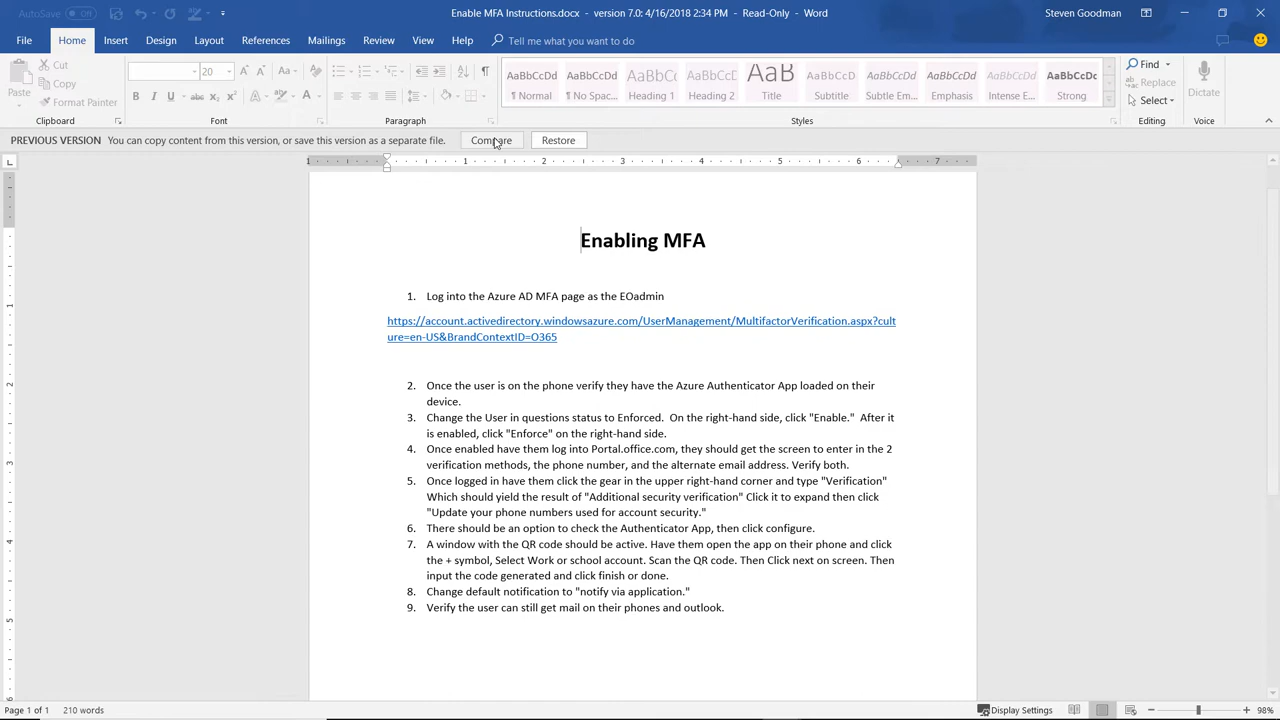 AutoSave Off
Enable MFA Instructions.docx - version 7.0: 4/16/2018 2:34 PM - Read-Only - Word
Steven Goodman
File Home Insert Design Layout References Mailings Review View Help Tell me what you want to do
Paste
Cut
Copy
Format Painter
20
Aa
B I U abc X₂ X² A
AaBbCcDd AaBbCcDd AaBbC AaBbCcD AaB AaBbCcD AaBbCcDd AaBbCcDd AaBbCcDd AaBbCcDc
¶ Normal ¶ No Spac... Heading 1 Heading 2 Title Subtitle Subtle Em... Emphasis Intense E... Strong
Find
Replace
Select
Dictate
Clipboard Font Paragraph Styles Editing Voice
PREVIOUS VERSION You can copy content from this version, or save this version as a separate file. Compare Restore
1 1 2 3 4 5 6 7
Enabling MFA
1. Log into the Azure AD MFA page as the EOadmin
https://account.activedirectory.windowsazure.com/UserManagement/MultifactorVerification.aspx?cult
ure=en-US&BrandContextID=O365
2. Once the user is on the phone verify they have the Azure Authenticator App loaded on their
device.
3. Change the User in questions status to Enforced. On the right-hand side, click "Enable." After it
is enabled, click "Enforce" on the right-hand side.
4. Once enabled have them log into Portal.office.com, they should get the screen to enter in the 2
verification methods, the phone number, and the alternate email address. Verify both.
5. Once logged in have them click the gear in the upper right-hand corner and type "Verification"
Which should yield the result of "Additional security verification" Click it to expand then click
"Update your phone numbers used for account security."
6. There should be an option to check the Authenticator App, then click configure.
7. A window with the QR code should be active. Have them open the app on their phone and click
the + symbol, Select Work or school account. Scan the QR code. Then Click next on screen. Then
input the code generated and click finish or done.
8. Change default notification to "notify via application."
9. Verify the user can still get mail on their phones and outlook.
Page 1 of 1 210 words Display Settings 98%